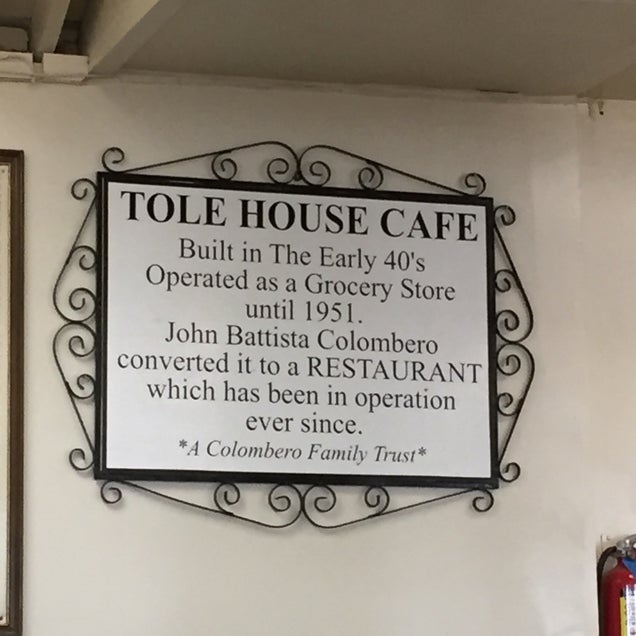 TOLE HOUSE CAFE
Built in The Early 40's
Operated as a Grocery Store
until 1951.
John Battista Colombero
converted it to a RESTAURANT
which has been in operation
ever since.
*A Colombero Family Trust*